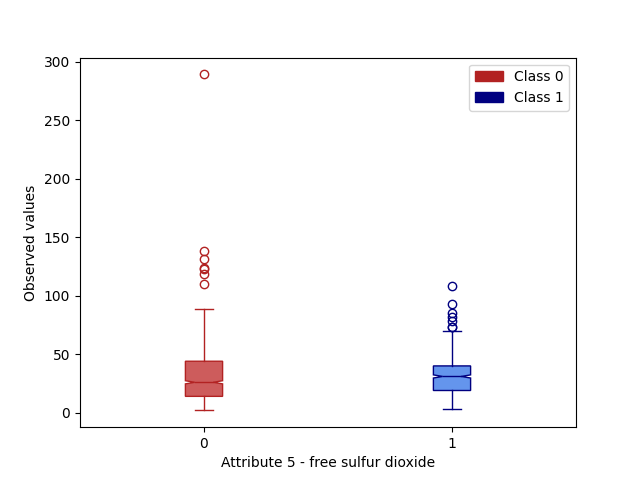 300
250
200
150
100
50
0
Observed values
Class 0
Class 1
0 1
Attribute 5 - free sulfur dioxide